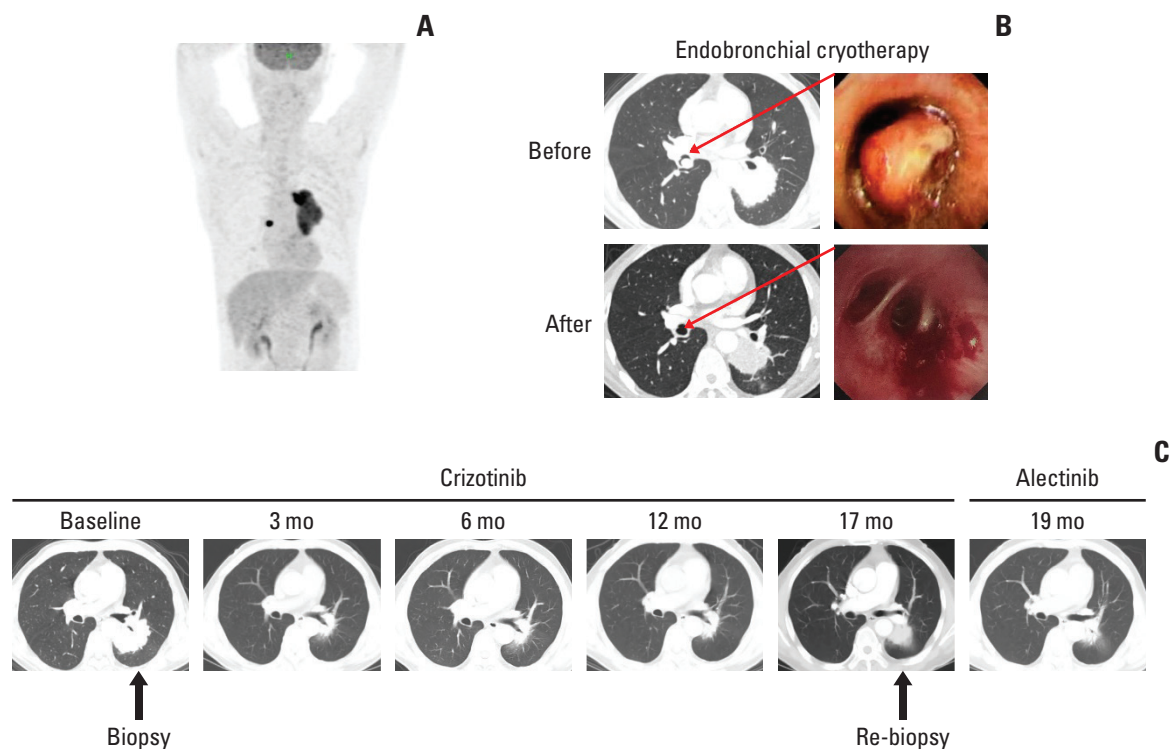 A
B
Endobronchial cryotherapy
Before
After
C
Crizotinib
Alectinib
Baseline
3 mo
6 mo
12 mo
17 mo
19 mo
Biopsy
Re-biopsy